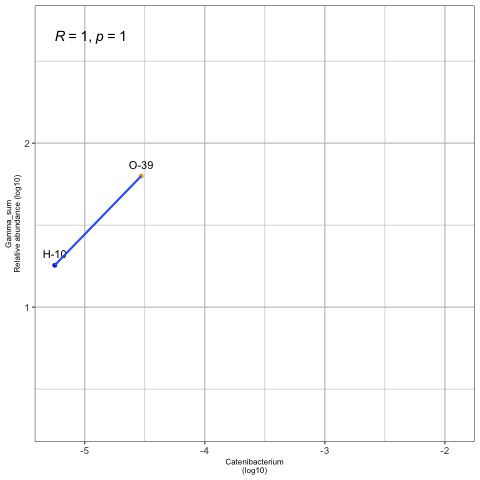 R = 1, p = 1
2
O-39
H-10
1
Gamma_sum
Relative abundance (log10)
-5 -4 -3 -2
Catenibacterium
(log10)